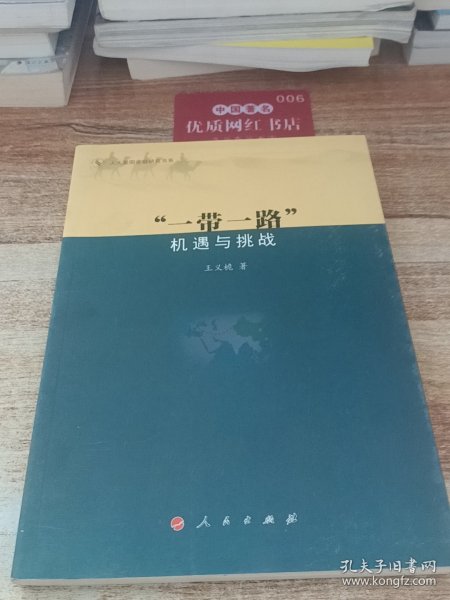 006
中国著名
优质网红书店
“一带一路”
机遇与挑战
王义桅 著
人民出版社
孔夫子旧书网
www.kongfz.com